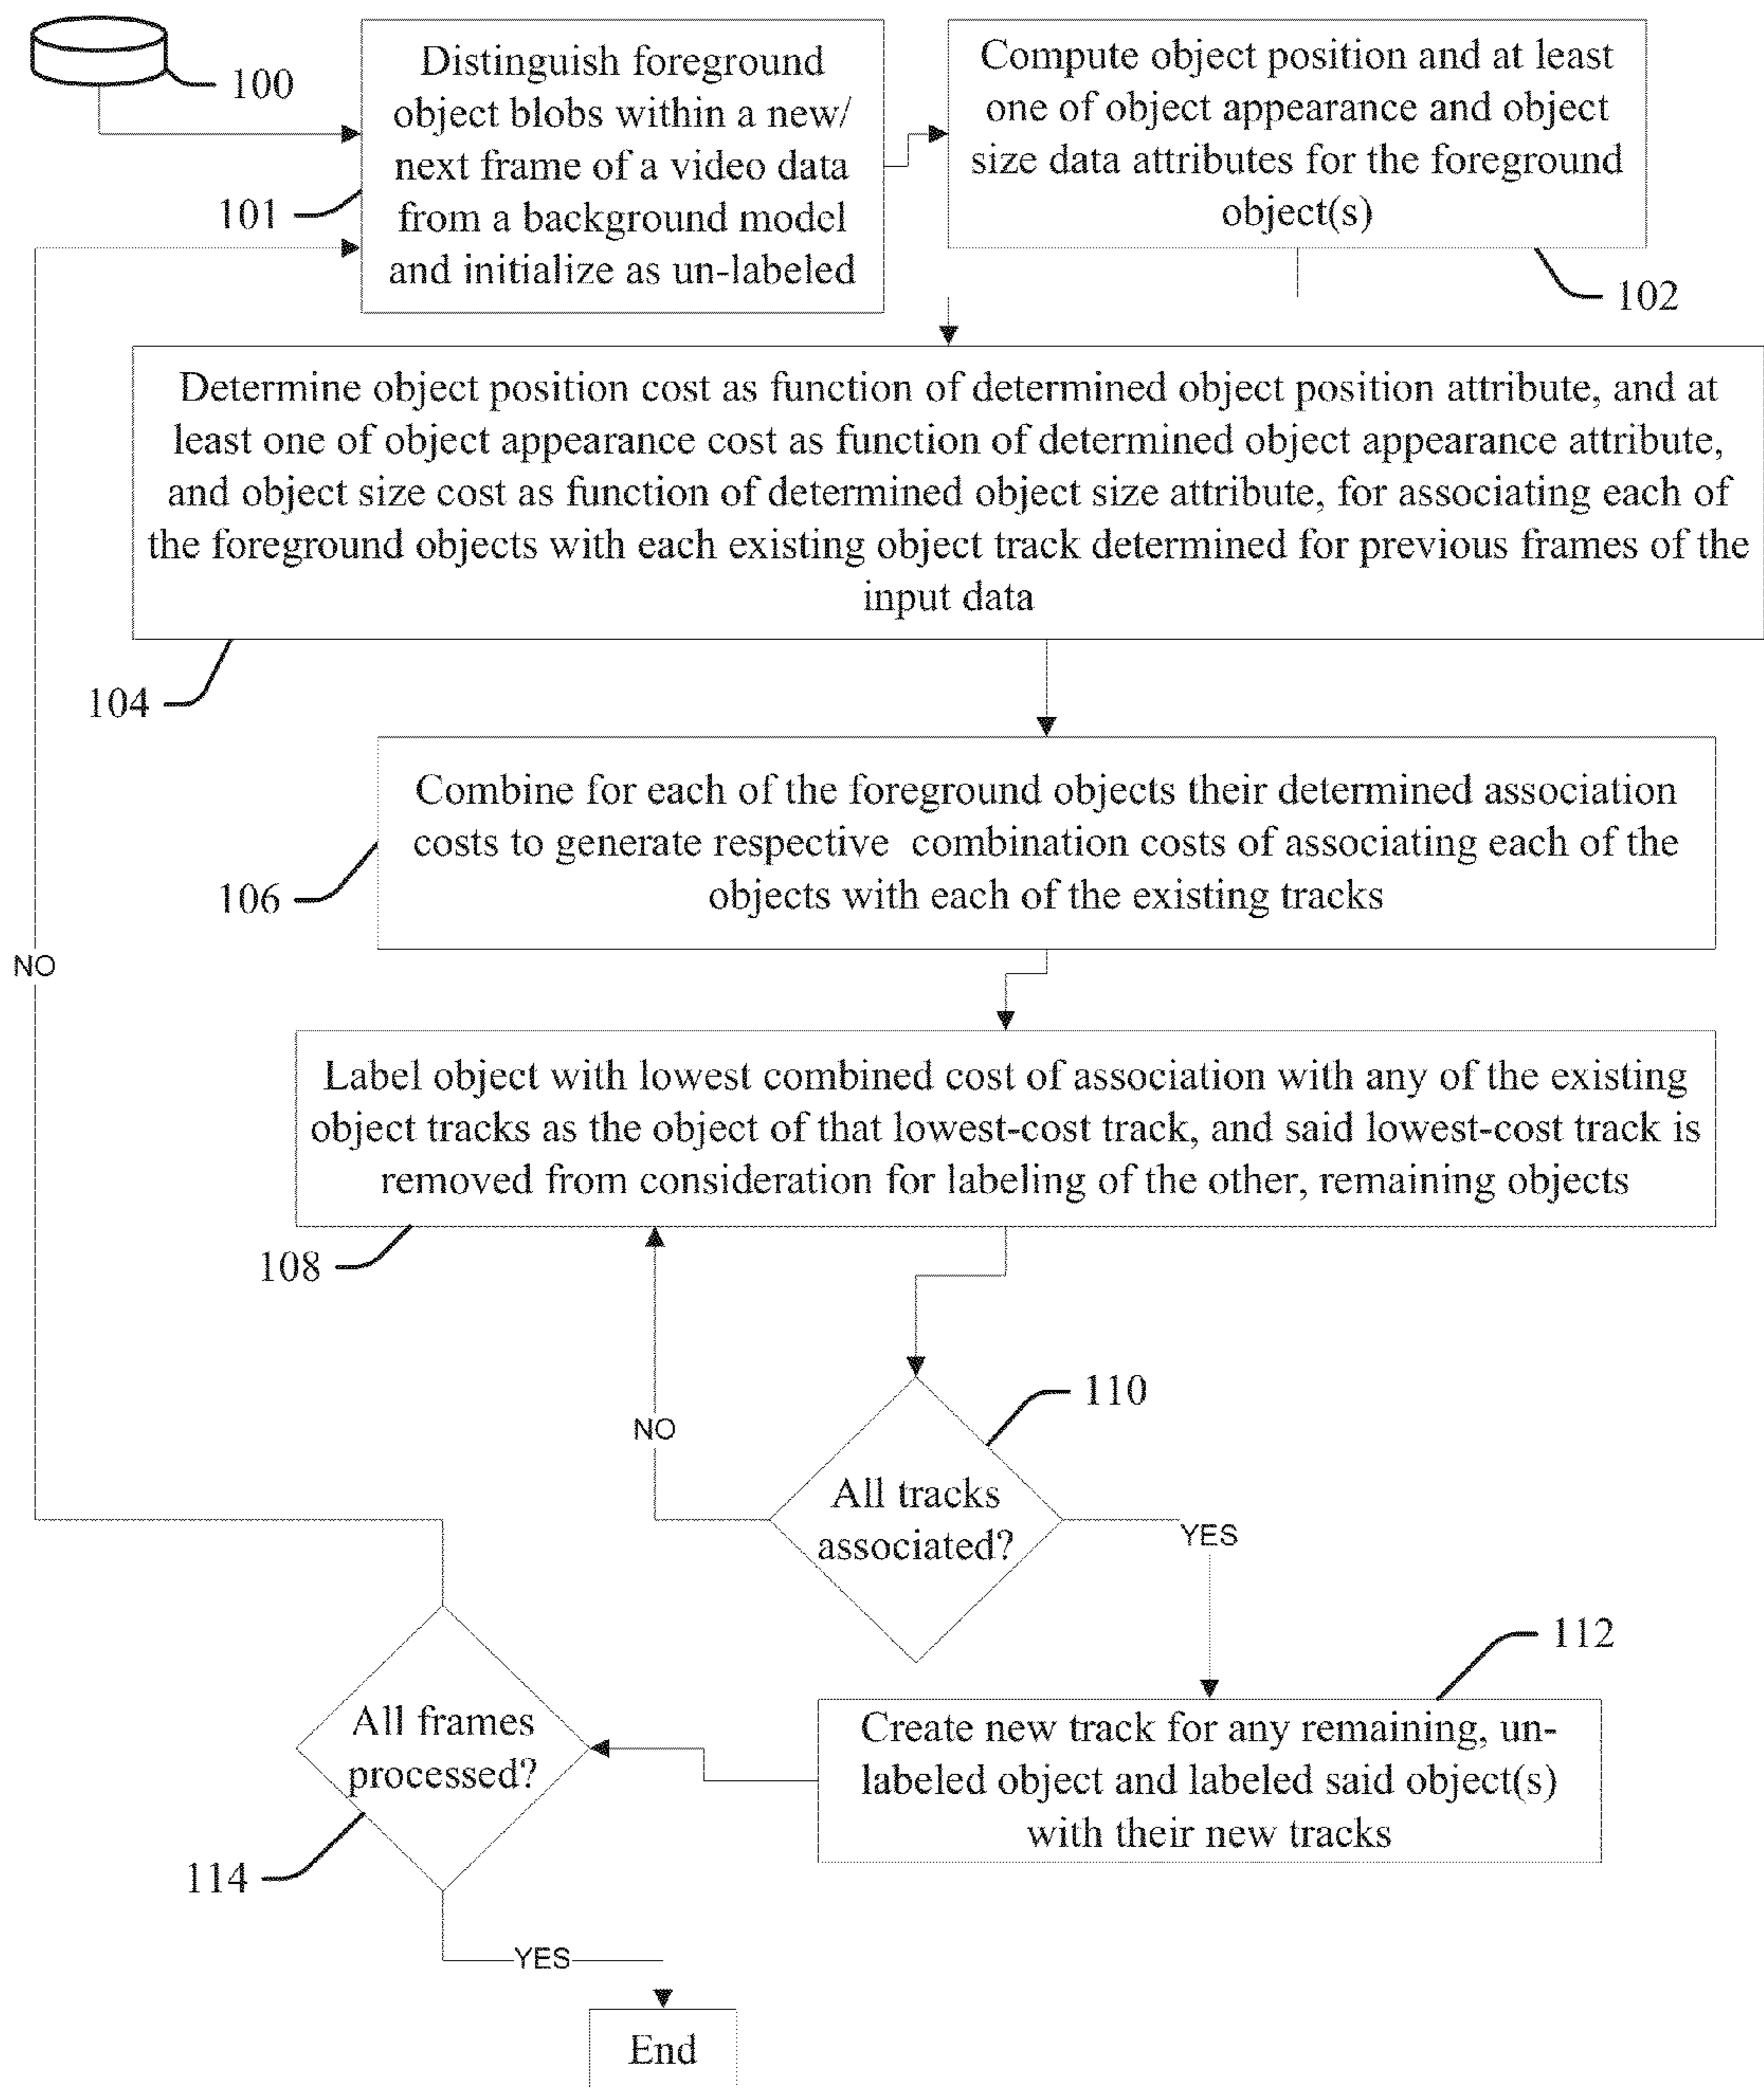 100
Distinguish foreground
object blobs within a new/
next frame of a video data
from a background model
and initialize as un-labeled
101
Compute object position and at least
one of object appearance and object
size data attributes for the foreground
object(s)
102
Determine object position cost as function of determined object position attribute, and at
least one of object appearance cost as function of determined object appearance attribute,
and object size cost as function of determined object size attribute, for associating each of
the foreground objects with each existing object track determined for previous frames of the
input data
104
Combine for each of the foreground objects their determined association
costs to generate respective combination costs of associating each of the
objects with each of the existing tracks
106
NO
Label object with lowest combined cost of association with any of the existing
object tracks as the object of that lowest-cost track, and said lowest-cost track is
removed from consideration for labeling of the other, remaining objects
108
110
NO
All tracks
associated?
YES
112
Create new track for any remaining, un-
labeled object and labeled said object(s)
with their new tracks
All frames
processed?
114
YES
End